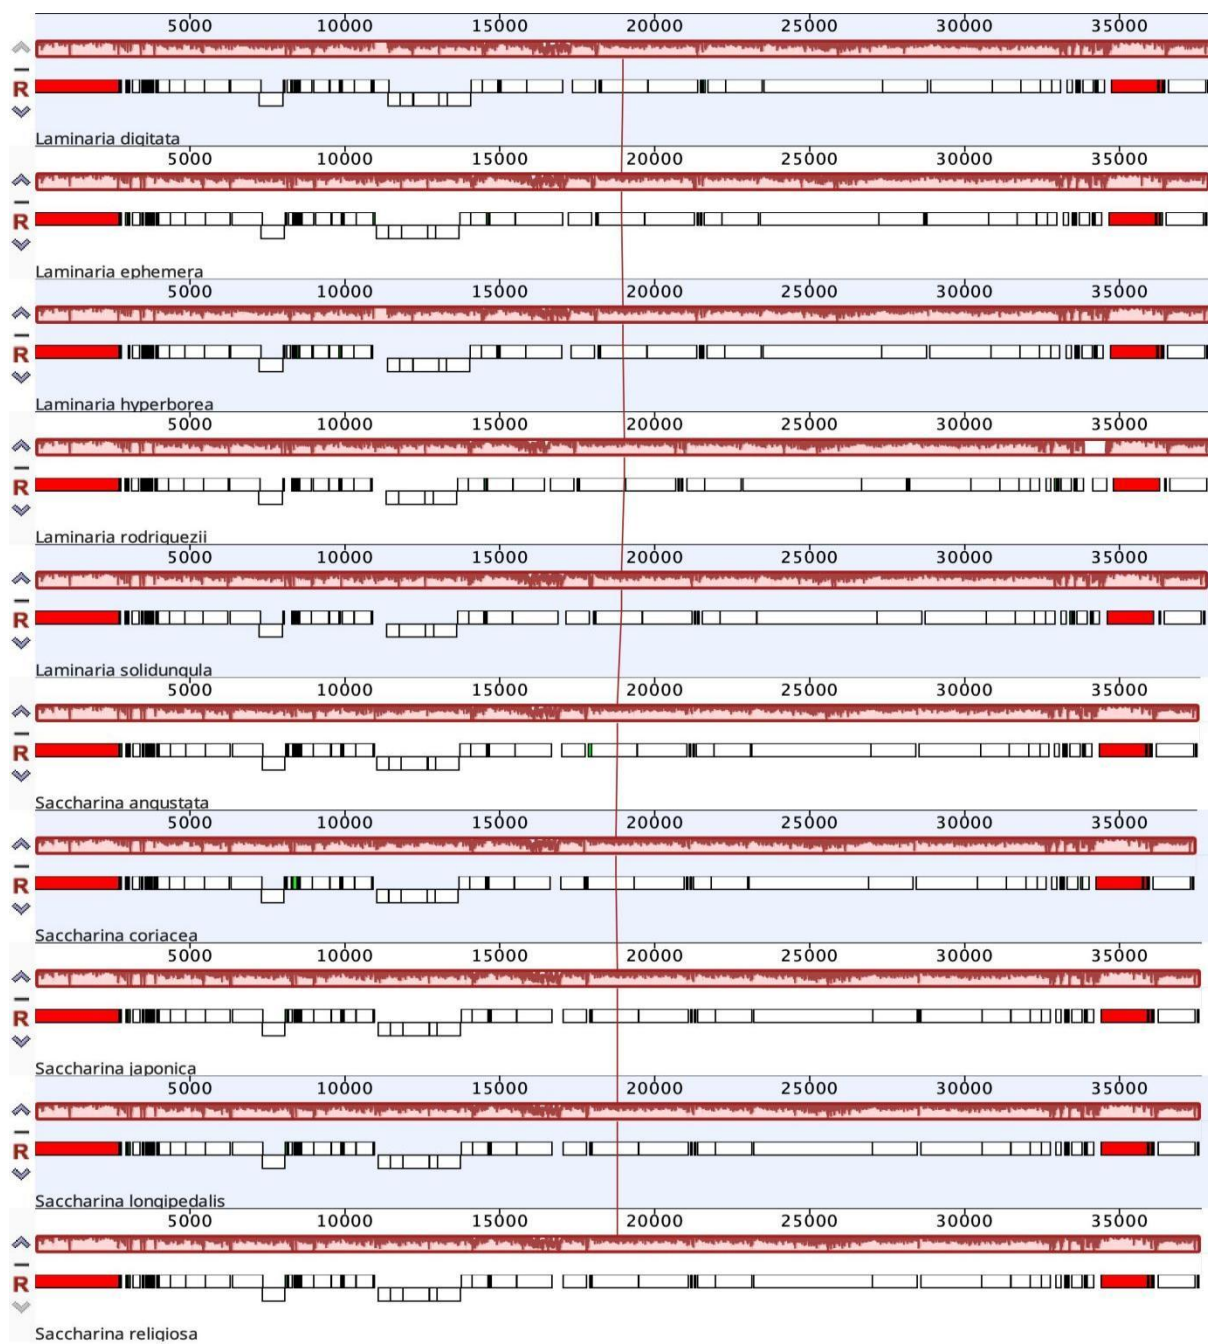 5000 10000 15000 20000 25000 30000 35000
R
Laminaria digitata
5000 10000 15000 20000 25000 30000 35000
R
Laminaria ephemera
5000 10000 15000 20000 25000 30000 35000
R
Laminaria hyperborea
5000 10000 15000 20000 25000 30000 35000
R
Laminaria rodriguezii
5000 10000 15000 20000 25000 30000 35000
R
Laminaria solidungula
5000 10000 15000 20000 25000 30000 35000
R
Saccharina angustata
5000 10000 15000 20000 25000 30000 35000
R
Saccharina coriacea
5000 10000 15000 20000 25000 30000 35000
R
Saccharina japonica
5000 10000 15000 20000 25000 30000 35000
R
Saccharina longipedalis
5000 10000 15000 20000 25000 30000 35000
R
Saccharina religiosa